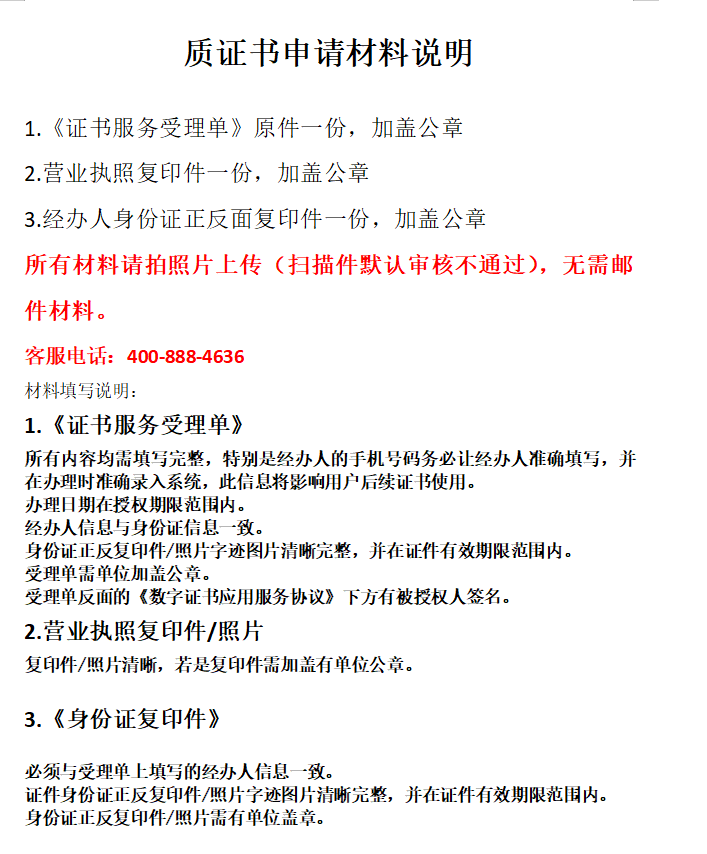 质证书申请材料说明
1.《证书服务受理单》原件一份，加盖公章
2.营业执照复印件一份，加盖公章
3.经办人身份证正反面复印件一份，加盖公章
所有材料请拍照片上传（扫描件默认审核不通过），无需邮
件材料。
客服电话：400-888-4636
材料填写说明：
1.《证书服务受理单》
所有内容均需填写完整，特别是经办人的手机号码务必让经办人准确填写，并
在办理时准确录入系统，此信息将影响用户后续证书使用。
办理日期在授权期限范围内。
经办人信息与身份证信息一致。
身份证正反复印件/照片字迹图片清晰完整，并在证件有效期限范围内。
受理单需单位加盖公章。
受理单反面的《数字证书应用服务协议》下方有被授权人签名。
2.营业执照复印件/照片
复印件/照片清晰，若是复印件需加盖有单位公章。
3.《身份证复印件》
必须与受理单上填写的经办人信息一致。
证件身份证正反复印件/照片字迹图片清晰完整，并在证件有效期限范围内。
身份证正反复印件/照片需有单位盖章。